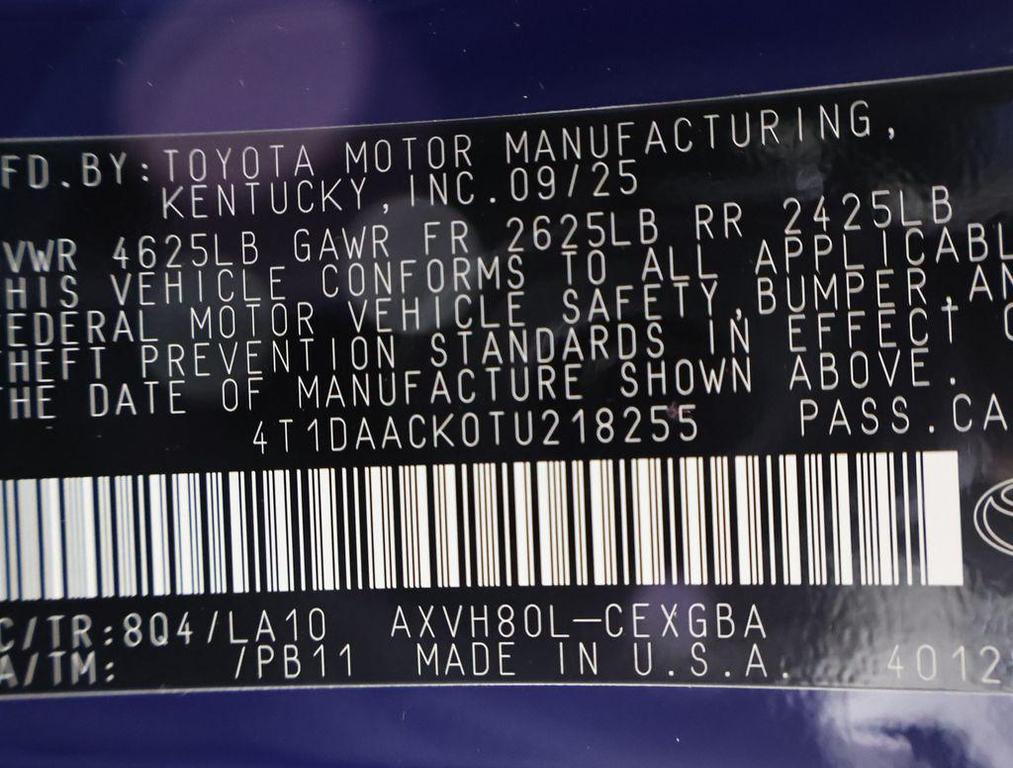 FD.BY:TOYOTA MOTOR MANUFACTURING,
KENTUCKY,INC.09/25
VWR 4625LB GAWR FR 2625LB RR 2425LB
HIS VEHICLE CONFORMS TO ALL APPLICABL
EDERAL MOTOR VEHICLE SAFETY,BUMPER,AN
HEFT PREVENTION STANDARDS IN EFFECT O
HE DATE OF MANUFACTURE SHOWN ABOVE.
4T1DAACK0TU218255 PASS.CA
C/TR:8Q4/LA10 AXVH80L-CEXGBA
A/TM: /PB11 MADE IN U.S.A. 4012